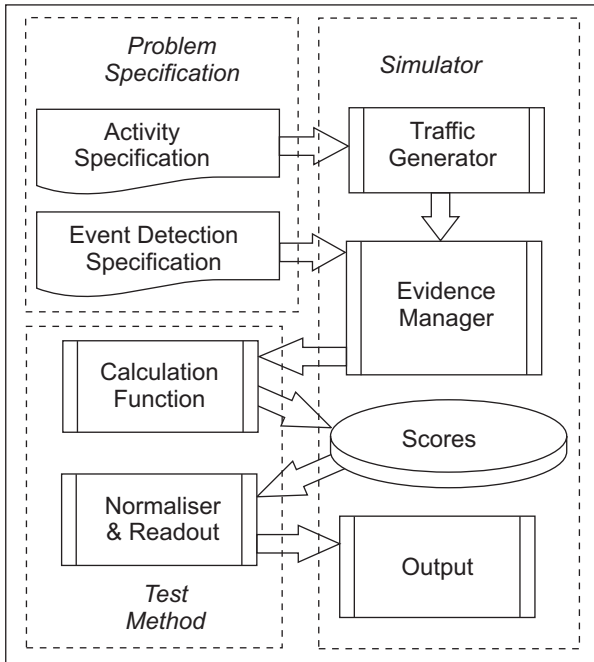 Problem
Specification
Simulator
Activity
Specification
Traffic
Generator
Event Detection
Specification
Evidence
Manager
Calculation
Function
Scores
Normaliser
& Readout
Output
Test
Method